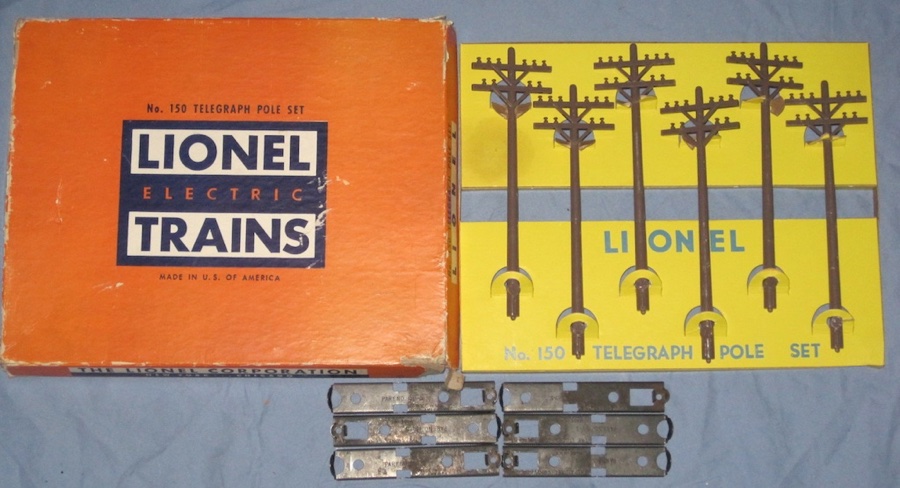 No. 150 TELEGRAPH POLE SET
LIONEL
ELECTRIC
TRAINS
MADE IN U.S. OF AMERICA
THE LIONEL CORPORATION
LIONEL
No. 150 TELEGRAPH POLE SET